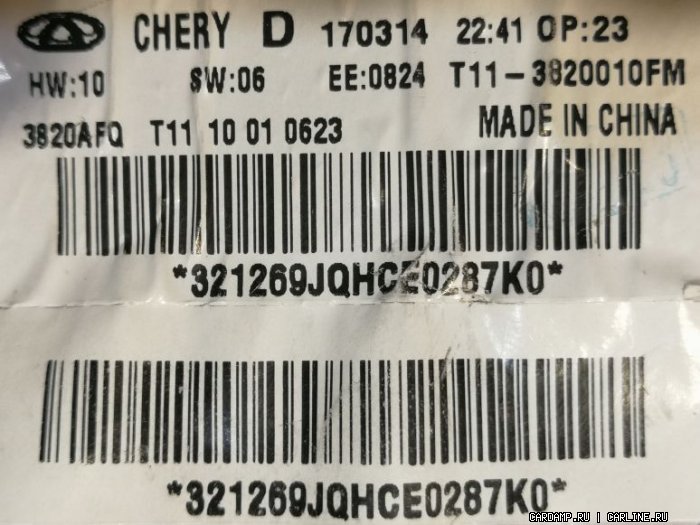 CHERY D 170314 22:41 OP:23
HW:10 SW:06 EE:0824 T11-3820010FM
3820AFQ T11 10 01 0623 MADE IN CHINA
*321269JQHCE0287K0*
*321269JQHCE0287K0*
CARDAMP.RU | CARLINE.RU